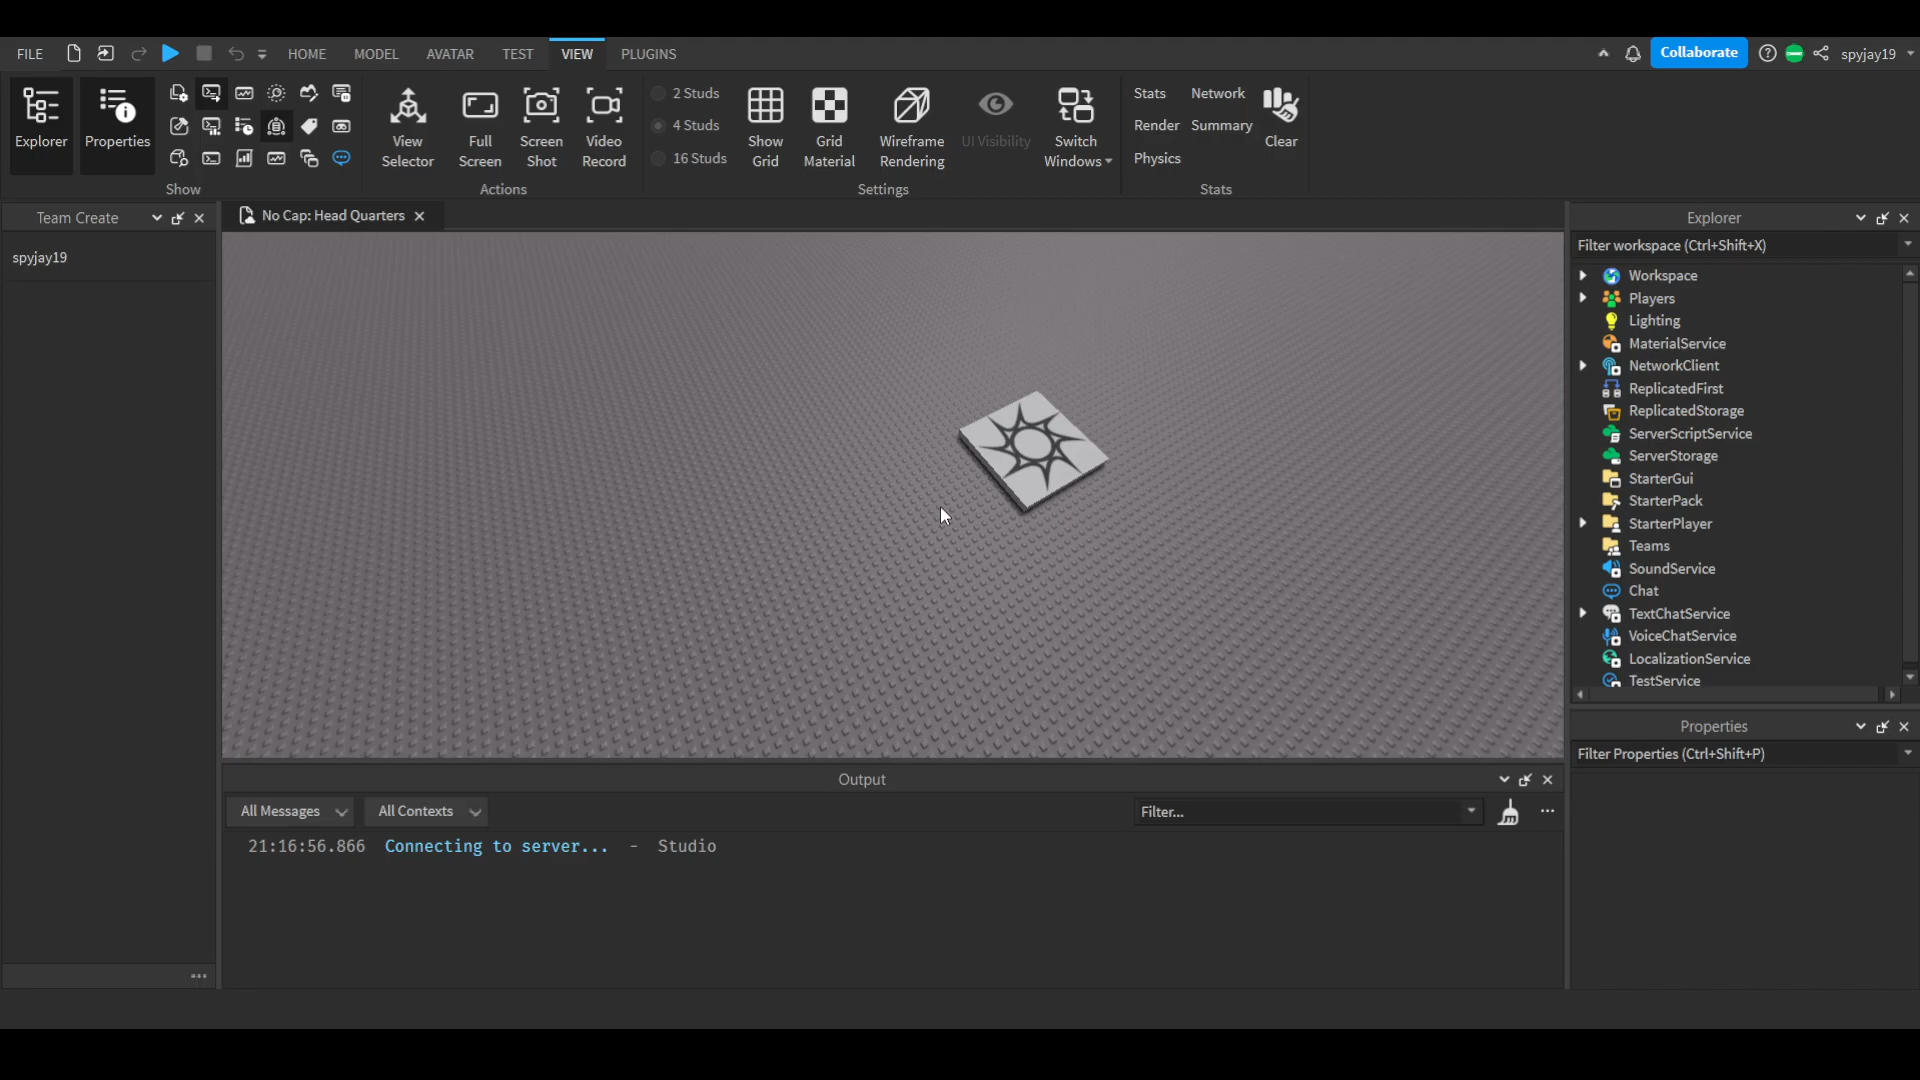 FILE HOME MODEL AVATAR TEST VIEW PLUGINS Collaborate spyjay19
Explorer
Properties
Show
View
Selector
Full
Screen
Screen
Shot
Video
Record
Actions
2 Studs
4 Studs
16 Studs
Show
Grid
Grid
Material
Wireframe
Rendering
UI Visibility
Switch
Windows
Settings
Stats Network
Render Summary
Physics
Clear
Stats
Team Create
spyjay19
No Cap: Head Quarters
Explorer
Filter workspace (Ctrl+Shift+X)
Workspace
Players
Lighting
MaterialService
NetworkClient
ReplicatedFirst
ReplicatedStorage
ServerScriptService
ServerStorage
StarterGui
StarterPack
StarterPlayer
Teams
SoundService
Chat
TextChatService
VoiceChatService
LocalizationService
TestService
Properties
Filter Properties (Ctrl+Shift+P)
Output
All Messages All Contexts Filter...
21:16:56.866 Connecting to server... - Studio